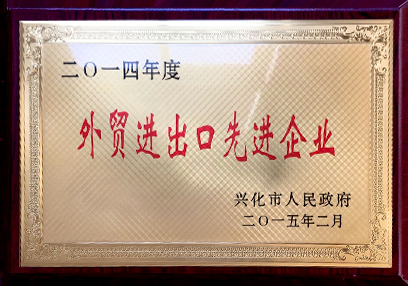 二〇一四年度
外贸进出口先进企业
兴化市人民政府
二〇一五年二月